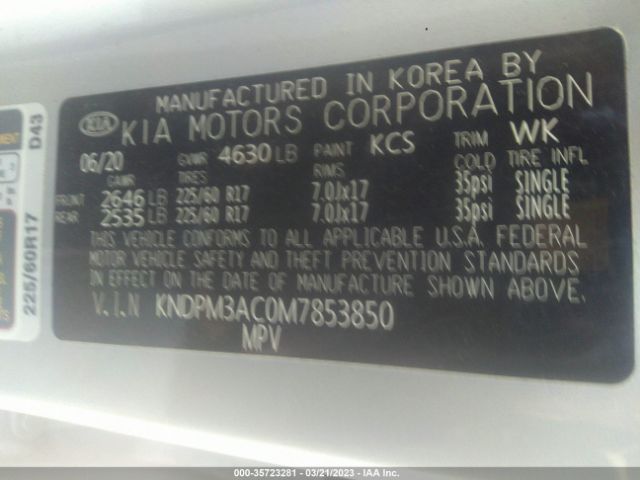 MANUFACTURED IN KOREA BY
KIA KIA MOTORS CORPORATION
06/20 GVWR 4630 LB PAINT KCS TRIM WK
GAWR TIRES RIMS COLD TIRE INFL
FRONT 2646 LB 225/60 R17 7.0Jx17 35psi SINGLE
REAR 2535 LB 225/60 R17 7.0Jx17 35psi SINGLE
THIS VEHICLE CONFORMS TO ALL APPLICABLE U.S.A. FEDERAL
MOTOR VEHICLE SAFETY AND THEFT PREVENTION STANDARDS
IN EFFECT ON THE DATE OF MANUFACTURE SHOWN ABOVE.
V.I.N KNDPM3AC0M7853850
MPV
D43
225/60R17
000-35723281 - 03/21/2023 - IAA Inc.